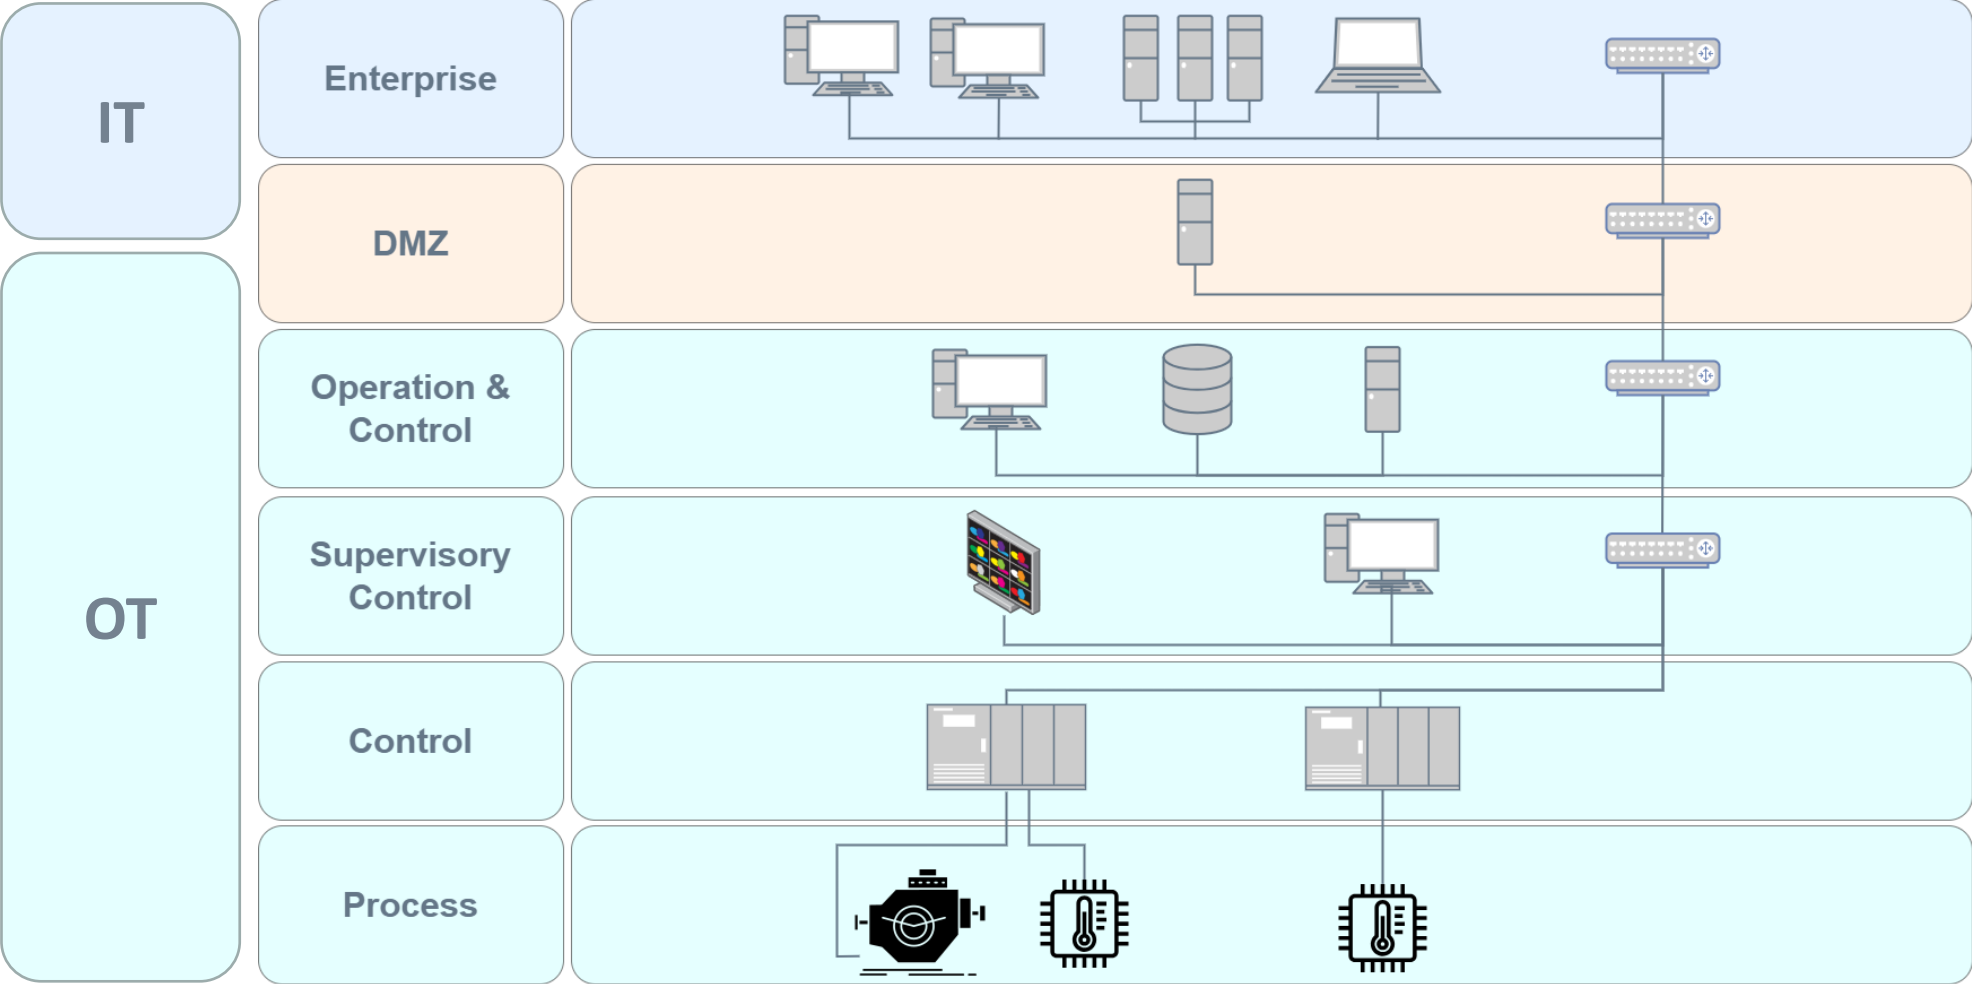 IT
Enterprise
DMZ
Operation &
Control
OT
Supervisory
Control
Control
Process